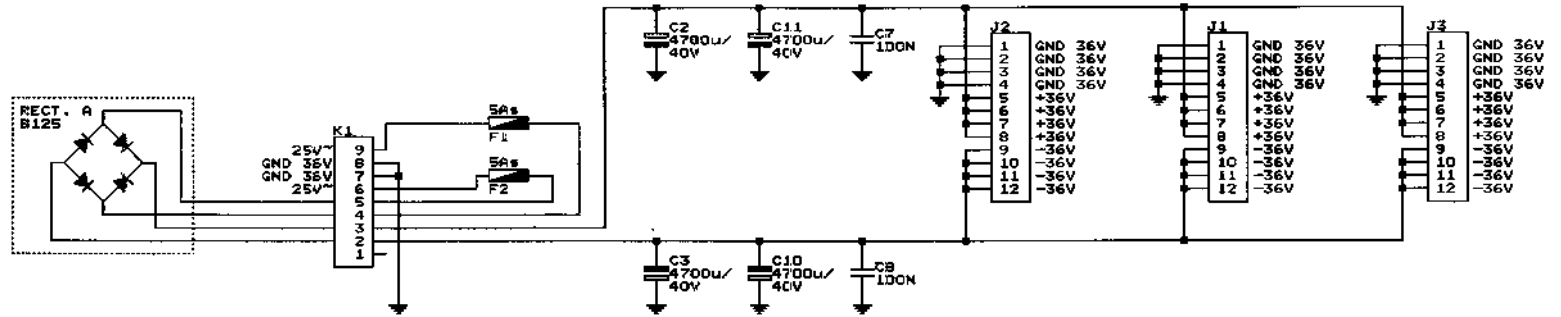 RECT. A
B125
K1
25V~
GND 36V
GND 36V
25V~
9
8
7
6
5
4
3
2
1
5As
F1
5As
F2
C2
4700u/
40V
C11
4700u/
40V
C7
100N
C3
4700u/
40V
C10
4700u/
40V
C8
100N
J2
1 GND 36V
2 GND 36V
3 GND 36V
4 GND 36V
5 +36V
6 +36V
7 +36V
8 +36V
9 -36V
10 -36V
11 -36V
12 -36V
J1
1 GND 36V
2 GND 36V
3 GND 36V
4 GND 36V
5 +36V
6 +36V
7 +36V
8 +36V
9 -36V
10 -36V
11 -36V
12 -36V
J3
1 GND 36V
2 GND 36V
3 GND 36V
4 GND 36V
5 +36V
6 +36V
7 +36V
8 +36V
9 -36V
10 -36V
11 -36V
12 -36V